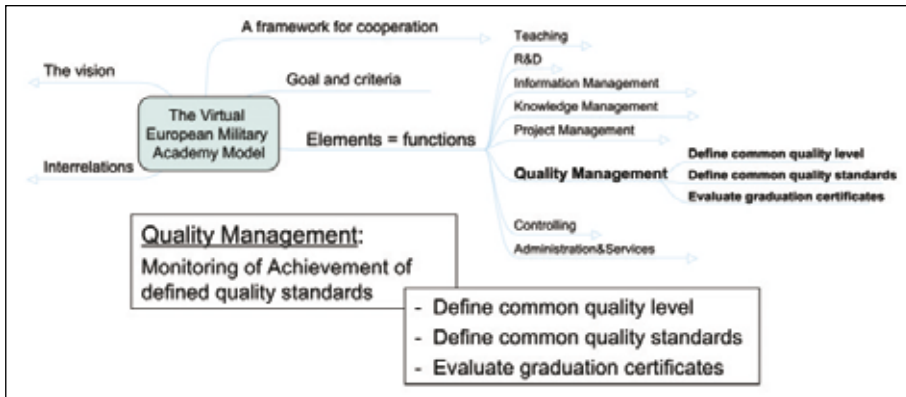 A framework for cooperation
The vision
Goal and criteria
The Virtual
European Military
Academy Model
Elements = functions
Interrelations
Teaching
R&D
Information Management
Knowledge Management
Project Management
Quality Management
Define common quality level
Define common quality standards
Evaluate graduation certificates
Controlling
Administration&Services
Quality Management:
Monitoring of Achievement of
defined quality standards
- Define common quality level
- Define common quality standards
- Evaluate graduation certificates